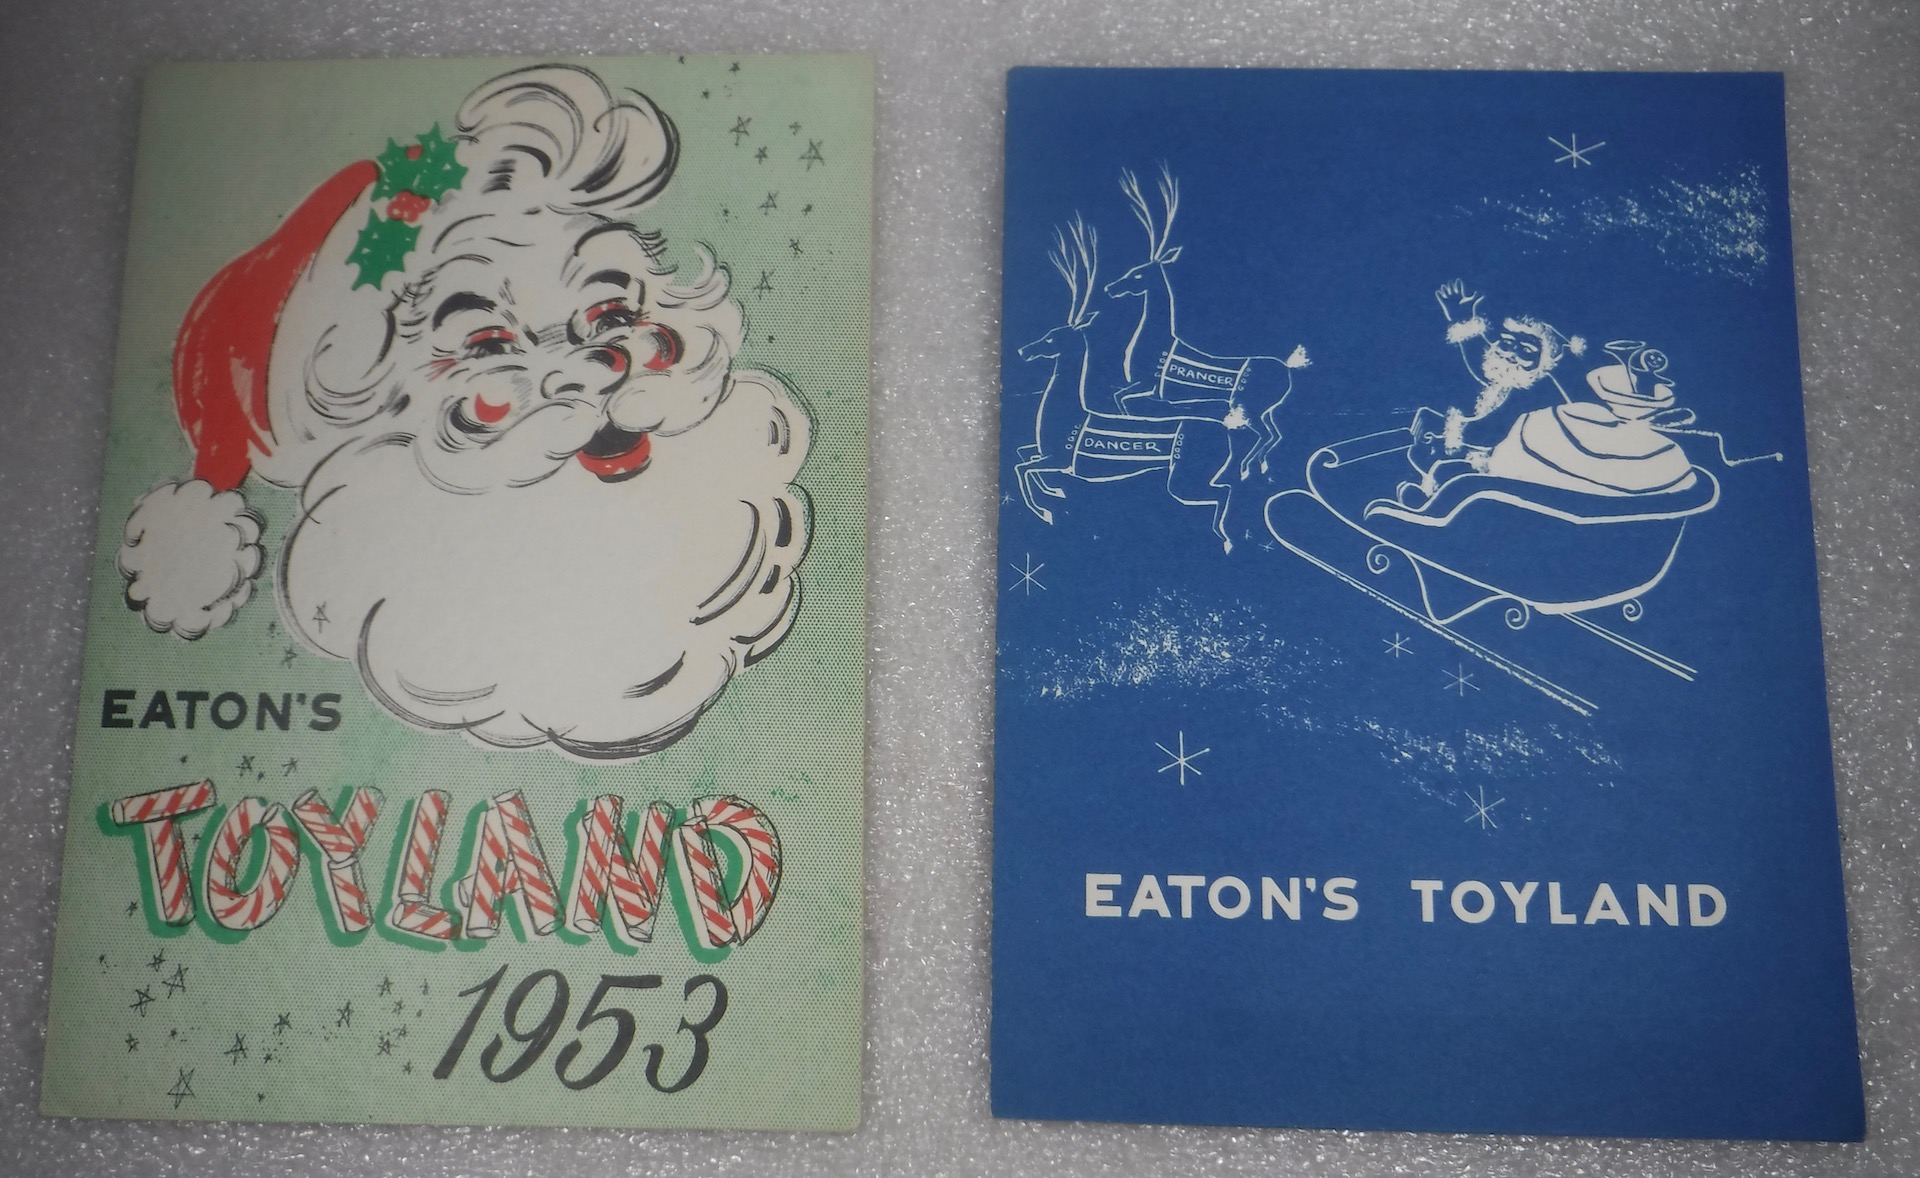 EATON'S
TOYLAND
1953
PRANCER
DANCER
EATON'S TOYLAND